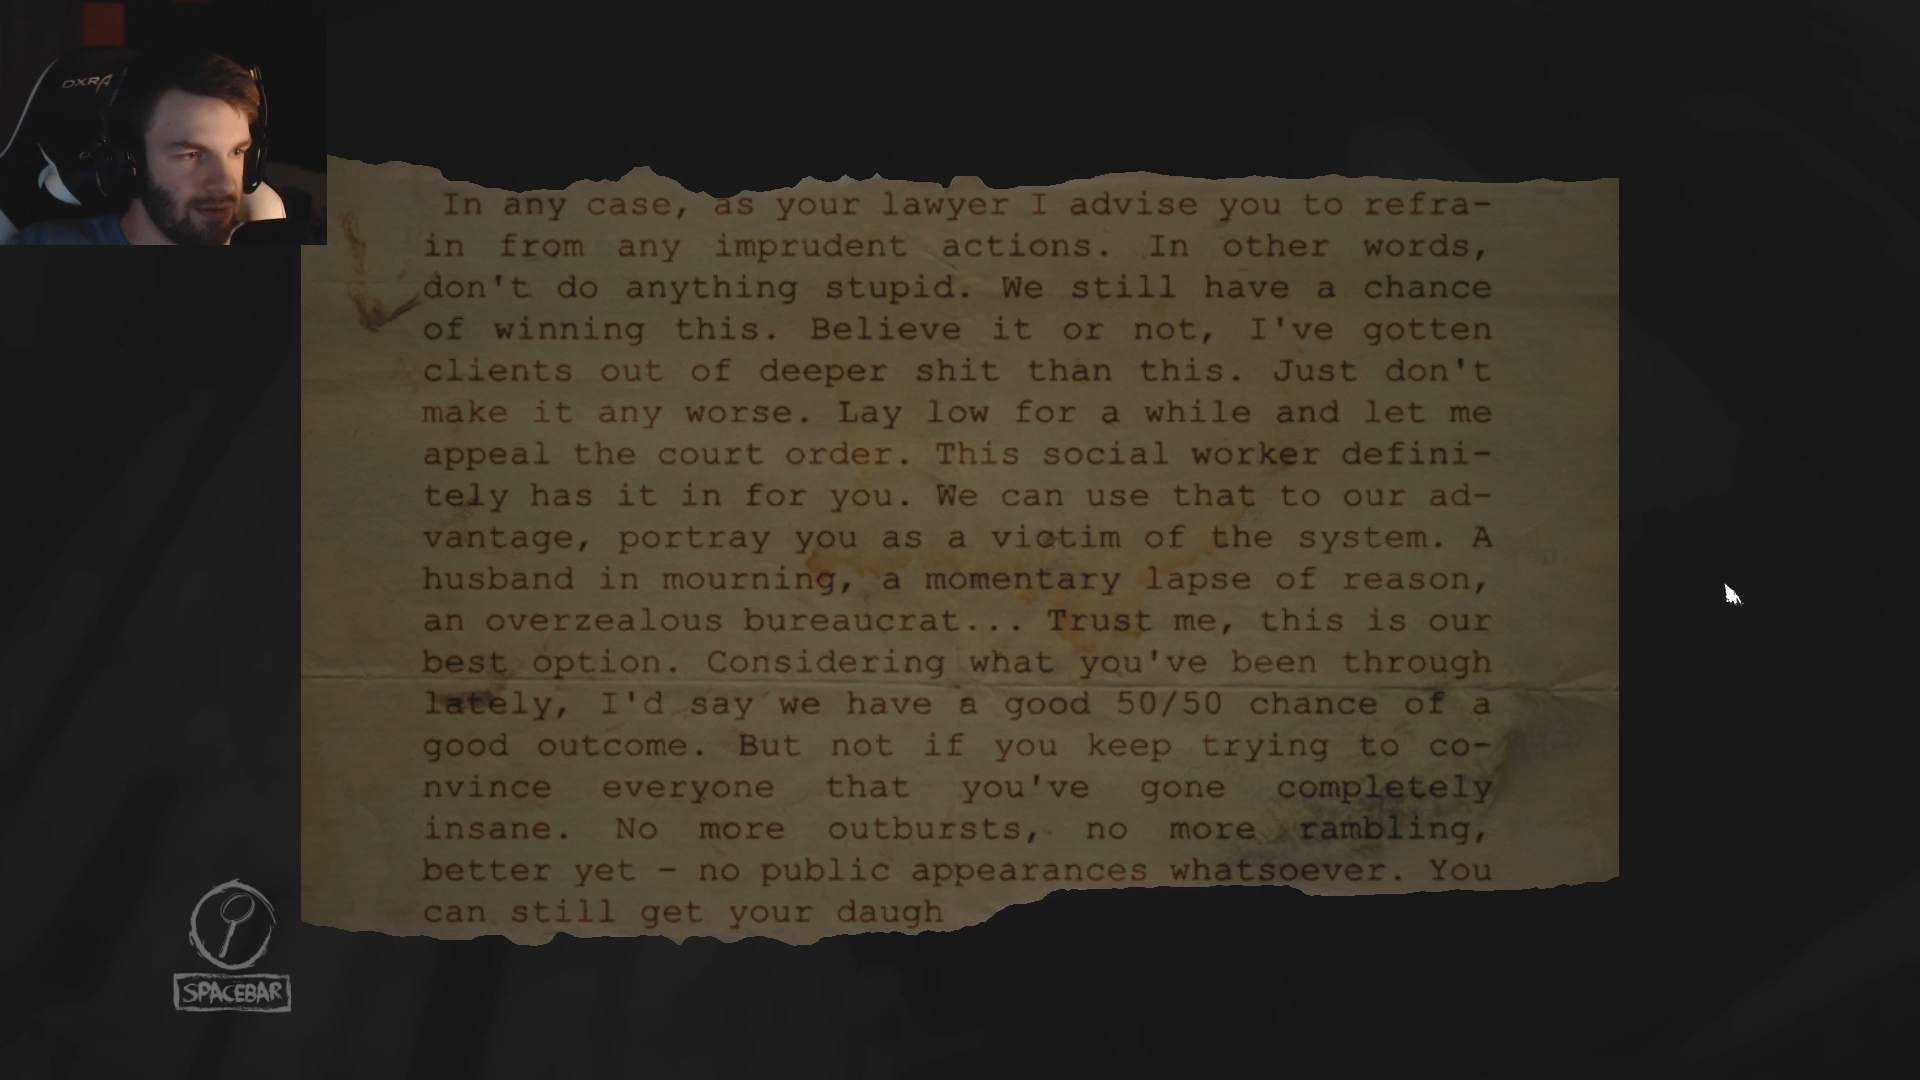 DXRA
In any case, as your lawyer I advise you to refra-
in from any imprudent actions. In other words,
don't do anything stupid. We still have a chance
of winning this. Believe it or not, I've gotten
clients out of deeper shit than this. Just don't
make it any worse. Lay low for a while and let me
appeal the court order. This social worker defini-
tely has it in for you. We can use that to our ad-
vantage, portray you as a victim of the system. A
husband in mourning, a momentary lapse of reason,
an overzealous bureaucrat... Trust me, this is our
best option. Considering what you've been through
lately, I'd say we have a good 50/50 chance of a
good outcome. But not if you keep trying to co-
nvince everyone that you've gone completely
insane. No more outbursts, no more rambling,
better yet - no public appearances whatsoever. You
can still get your daugh
SPACEBAR